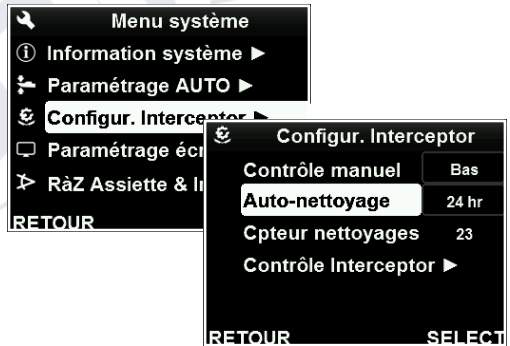 Menu système
Information système ►
Paramétrage AUTO ►
Configur. Interceptor ►
Paramétrage écr
RàZ Assiette & I
RETOUR
Configur. Interceptor
Contrôle manuel Bas
Auto-nettoyage 24 hr
Cpteur nettoyages 23
Contrôle Interceptor ►
RETOUR SELECT